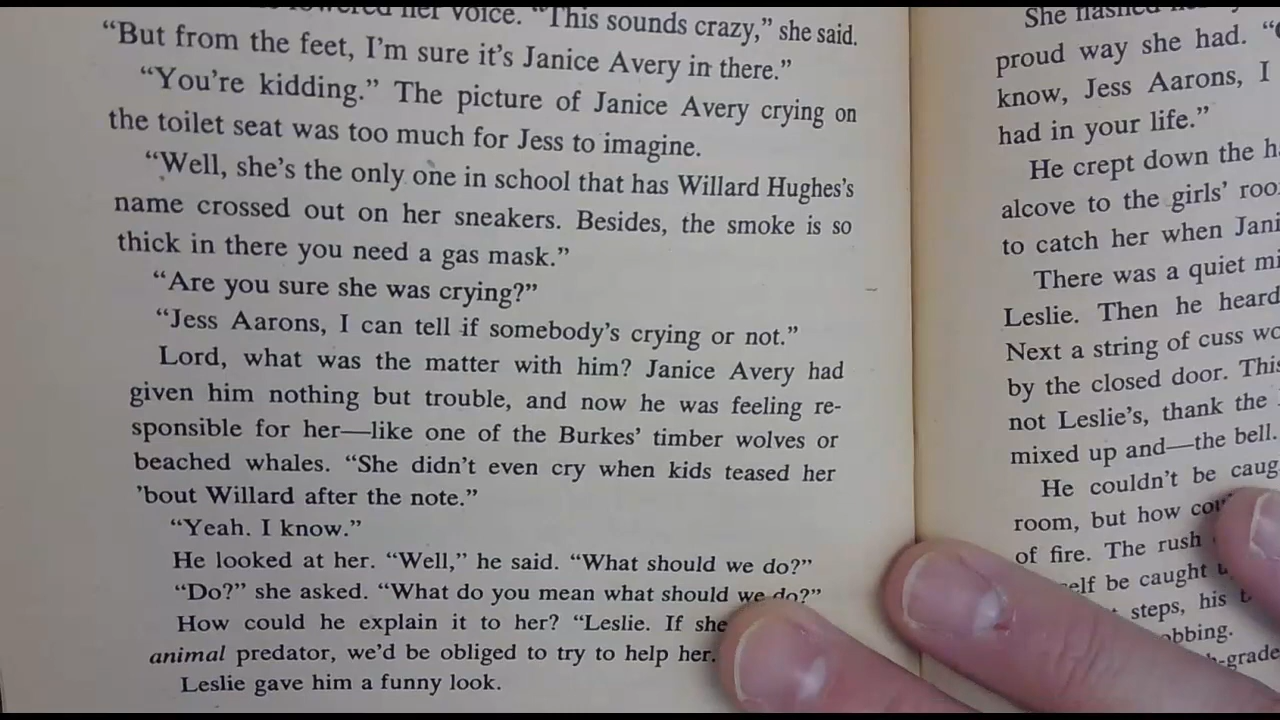 her voice. "This sounds crazy," she said.
"But from the feet, I'm sure it's Janice Avery in there."
"You're kidding." The picture of Janice Avery crying on
the toilet seat was too much for Jess to imagine.
"Well, she's the only one in school that has Willard Hughes's
name crossed out on her sneakers. Besides, the smoke is so
thick in there you need a gas mask."
"Are you sure she was crying?"
"Jess Aarons, I can tell if somebody's crying or not."
Lord, what was the matter with him? Janice Avery had
given him nothing but trouble, and now he was feeling re-
sponsible for her—like one of the Burkes' timber wolves or
beached whales. "She didn't even cry when kids teased her
'bout Willard after the note."
"Yeah. I know."
He looked at her. "Well," he said. "What should we do?"
"Do?" she asked. "What do you mean what should we do?"
How could he explain it to her? "Leslie. If she
animal predator, we'd be obliged to try to help her.
Leslie gave him a funny look.
She
proud way she had.
know, Jess Aarons, I
had in your life."
He crept down the
alcove to the girls'
to catch her when
There was a quiet
Leslie. Then he heard
Next a string of cuss
by the closed door. This
not Leslie's, thank the
mixed up and—the bell.
He couldn't be
room, but how
of fire. The rush
be caught
steps, his